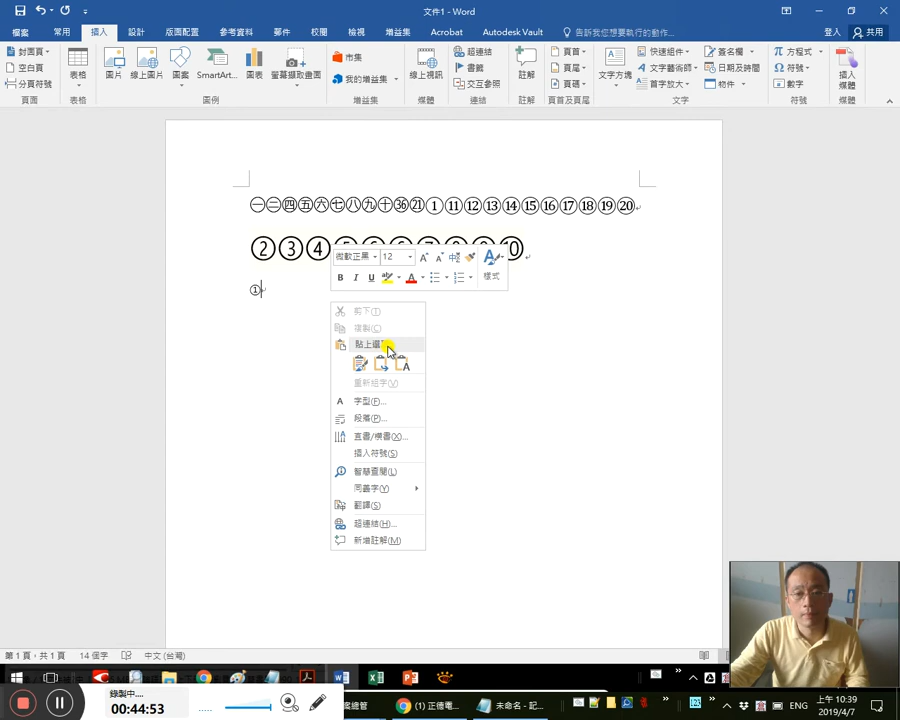 文件1 - Word
檔案 常用 插入 設計 版面配置 參考資料 郵件 校閱 檢視 增益集 Acrobat Autodesk Vault 告訴我您想要執行的動作... 登入 共用
封面頁 空白頁 分頁符號 頁面
表格 表格
圖片 線上圖片 圖案 SmartArt... 圖表 螢幕擷取畫面 圖例
市集 我的增益集 增益集
線上視訊 媒體
超連結 書籤 交互參照 連結
註解 註解
頁首 頁尾 頁碼 頁首及頁尾
文字方塊 快速組件 文字藝術師 首字放大 簽名欄 日期及時間 物件 文字
方程式 符號 數字 符號
插入媒體 媒體
㊀㊁㊃㊄㊅㊆㊇㊈㊉㊱㉑①⑪⑫⑬⑭⑮⑯⑰⑱⑲⑳
②③④
①
微軟正黑 12
B I U A 樣式
剪下(T)
複製(C)
貼上選
重新組字(V)
字型(F)...
段落(P)...
直書/橫書(X)...
插入符號(S)
智慧查閱(L)
同義字(Y)
翻譯(S)
超連結(H)...
新增註解(M)
第 1 頁，共 1 頁 14 個字 中文 (台灣)
錄製中....
00:44:53
案總管 (1) 正德電... 未命名 - 記... ENG 上午 10:39
2019/4/7